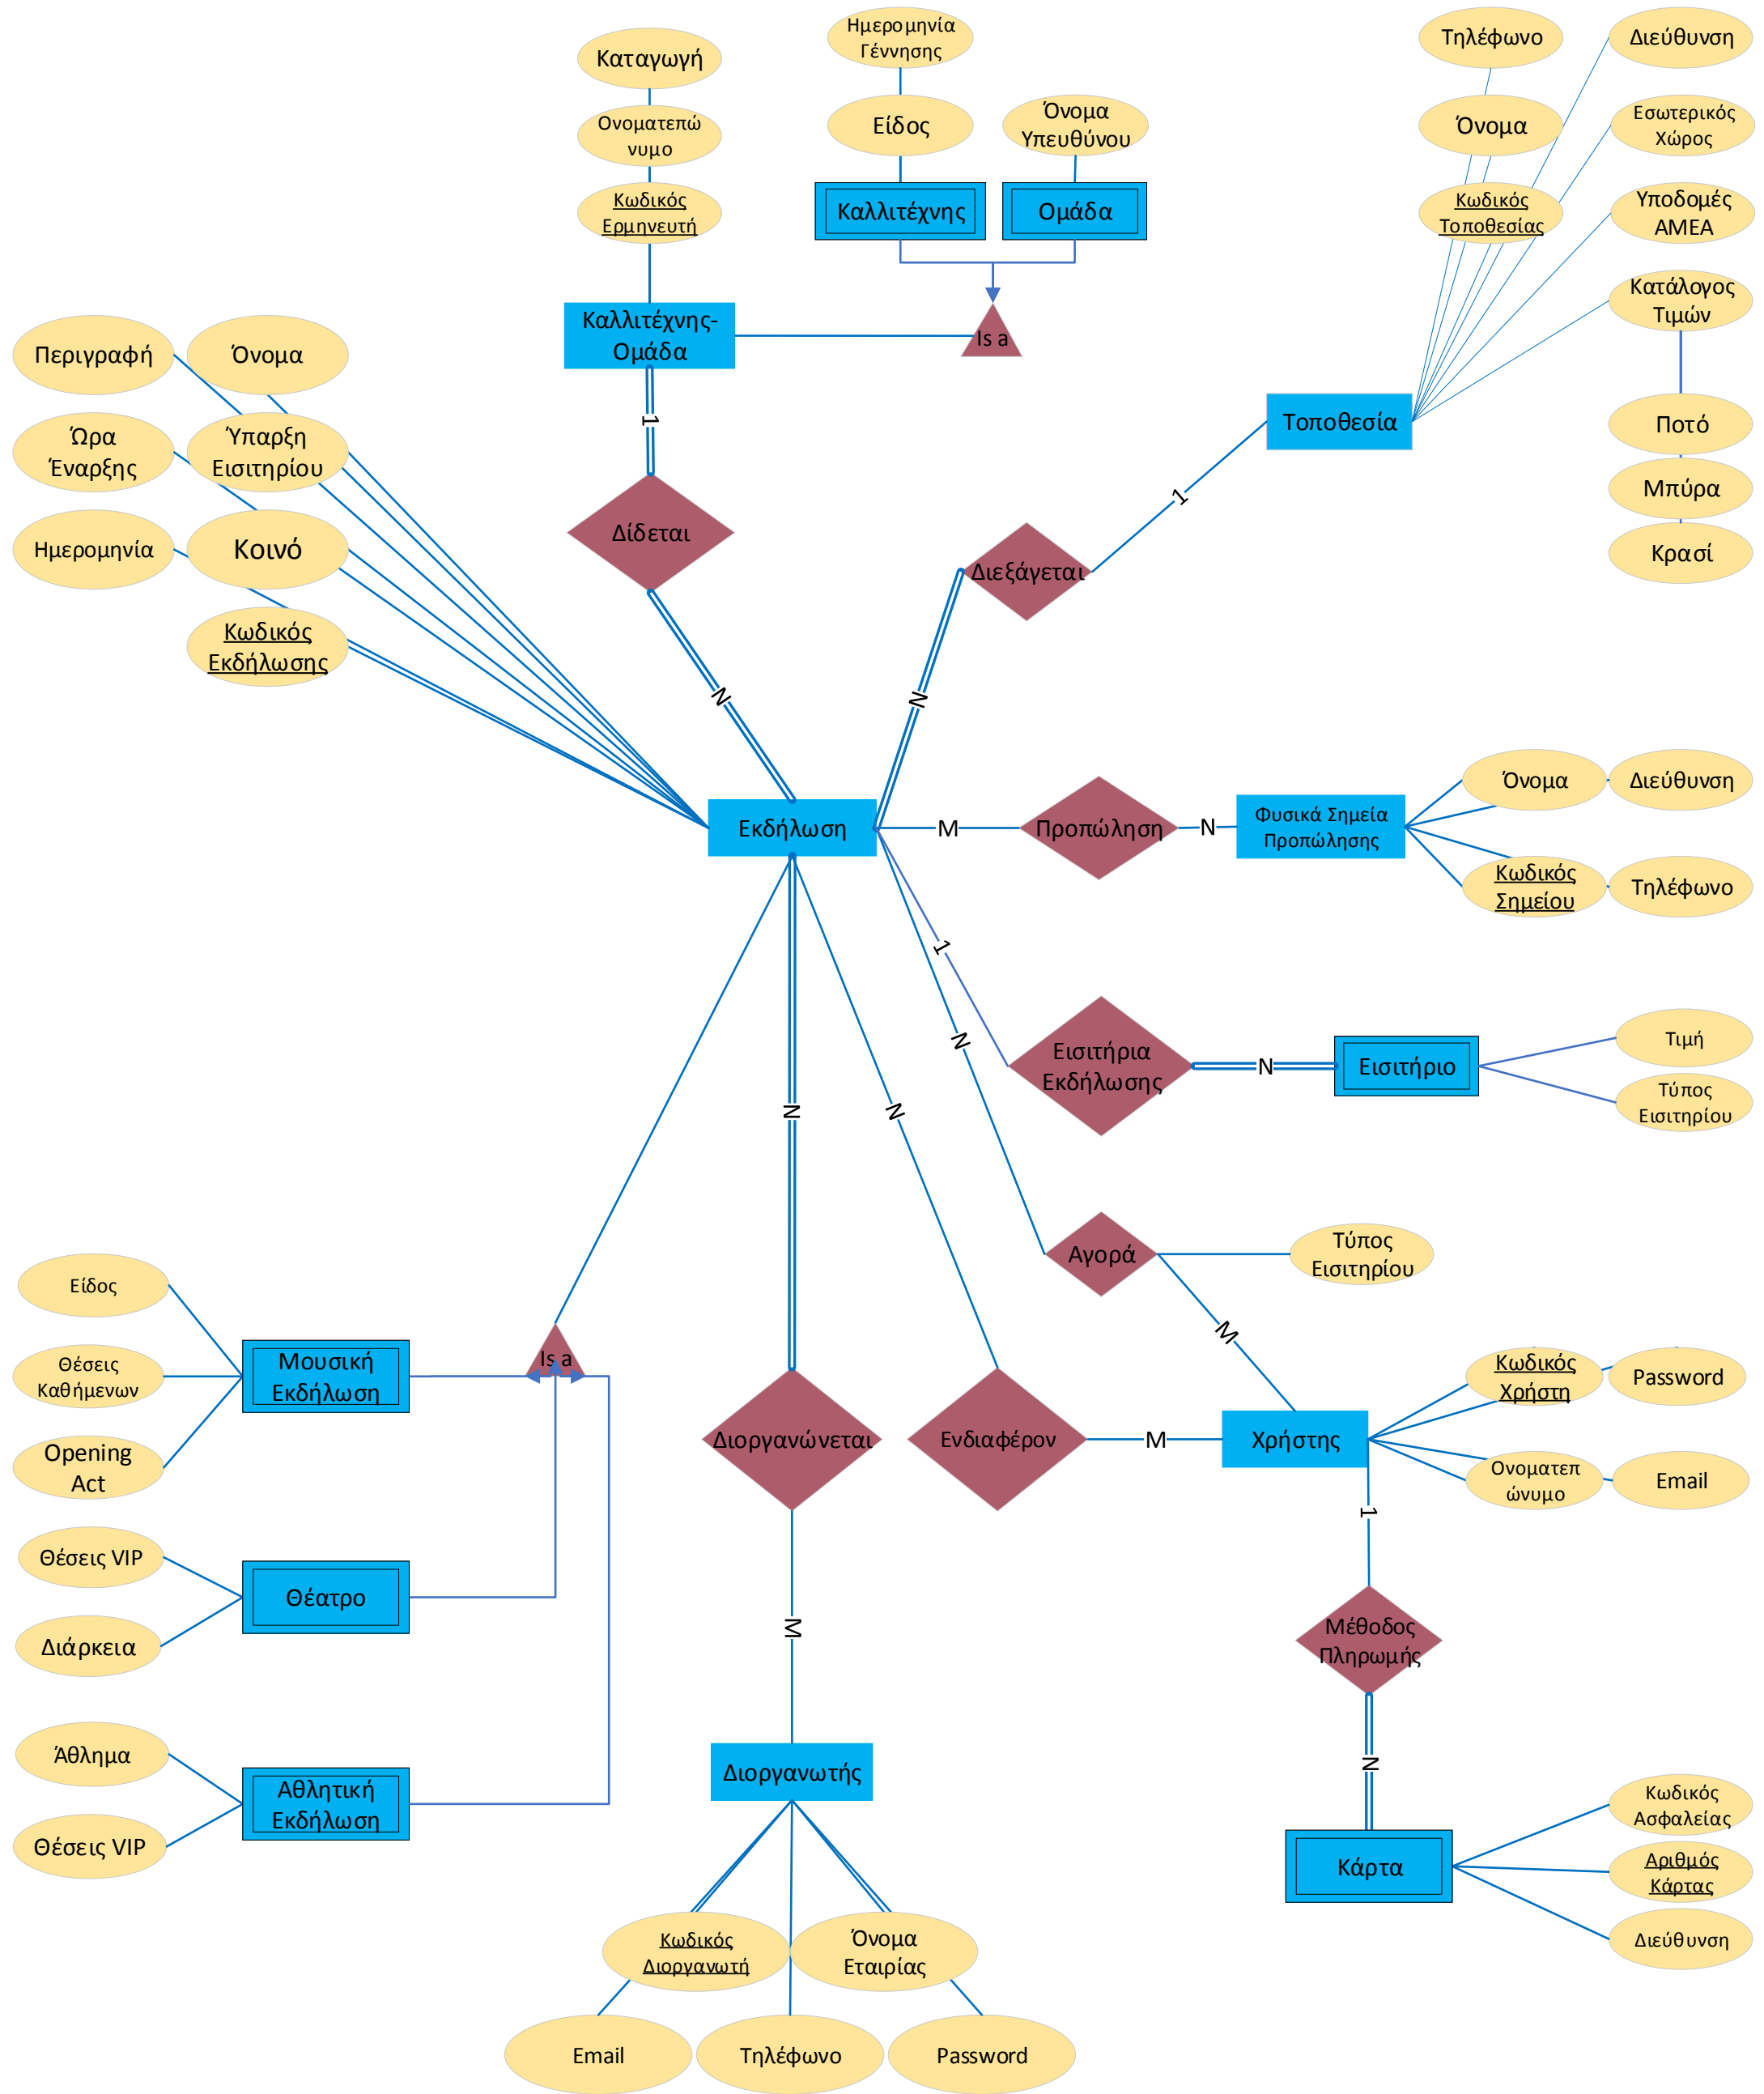 Ημερομηνία
Γέννησης
Τηλέφωνο
Διεύθυνση
Καταγωγή
Είδος
Όνομα
Υπευθύνου
Όνομα
Εσωτερικός
Χώρος
Ονοματεπώ
νυμο
Κωδικός
Ερμηνευτή
Καλλιτέχνης
Ομάδα
Κωδικός
Τοποθεσίας
Υποδομές
ΑΜΕΑ
Κατάλογος
Τιμών
Καλλιτέχνης-
Ομάδα
Is a
Περιγραφή
Όνομα
1
Τοποθεσία
Ποτό
Ώρα
Έναρξης
Ύπαρξη
Εισιτηρίου
Μπύρα
1
Δίδεται
Κρασί
Ημερομηνία
Κοινό
Διεξάγεται
Κωδικός
Εκδήλωσης
N
N
Όνομα
Διεύθυνση
Εκδήλωση
M
Προπώληση
N
Φυσικά Σημεία
Προπώλησης
Κωδικός
Σημείου
Τηλέφωνο
1
N
Εισιτήρια
Εκδήλωσης
N
Εισιτήριο
Τιμή
Τύπος
Εισιτηρίου
N
N
Αγορά
Τύπος
Εισιτηρίου
Είδος
M
Is a
Μουσική
Εκδήλωση
Θέσεις
Καθήμενων
Κωδικός
Χρήστη
Password
Opening
Act
Διοργανώνεται
Ενδιαφέρον
M
Χρήστης
Ονοματεπ
ώνυμο
Email
1
Θέσεις VIP
Θέατρο
Διάρκεια
M
Μέθοδος
Πληρωμής
Άθλημα
N
Διοργανωτής
Αθλητική
Εκδήλωση
Θέσεις VIP
Κωδικός
Ασφαλείας
Κάρτα
Αριθμός
Κάρτας
Διεύθυνση
Κωδικός
Διοργανωτή
Όνομα
Εταιρίας
Email
Τηλέφωνο
Password